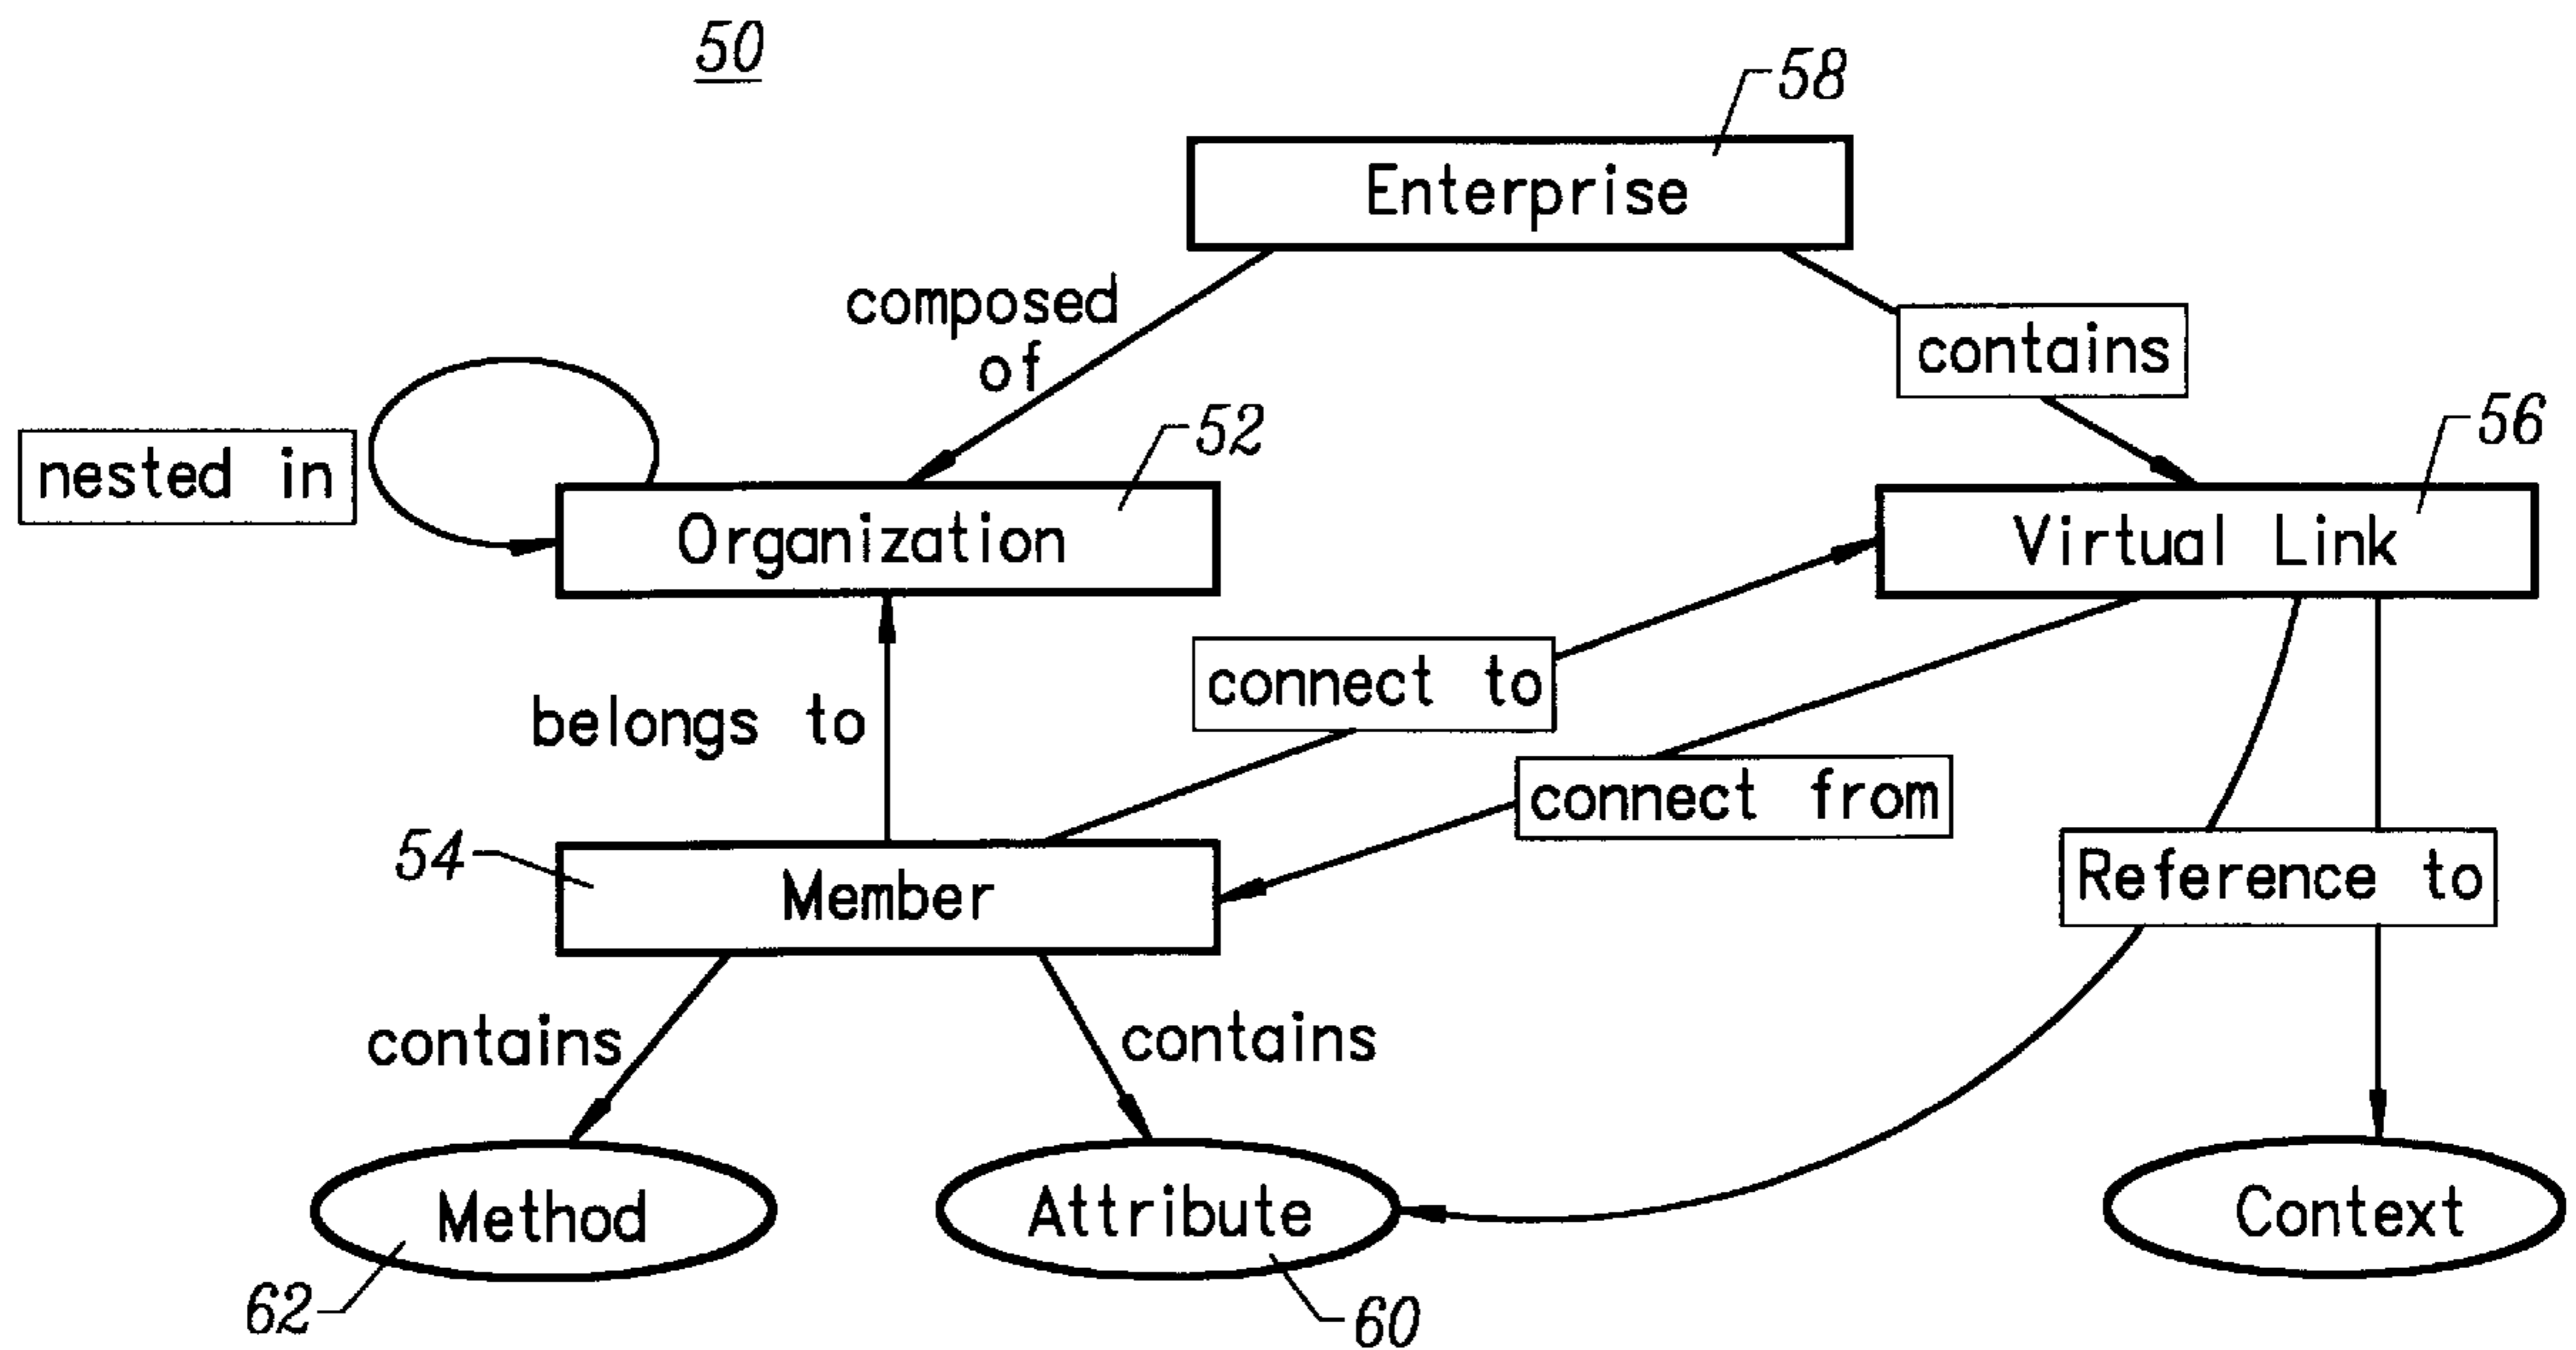 50
58
Enterprise
composed
of
contains
52
56
nested in
Organization
Virtual Link
connect to
belongs to
connect from
54
Member
Reference to
contains
contains
Method
Attribute
Context
62
60